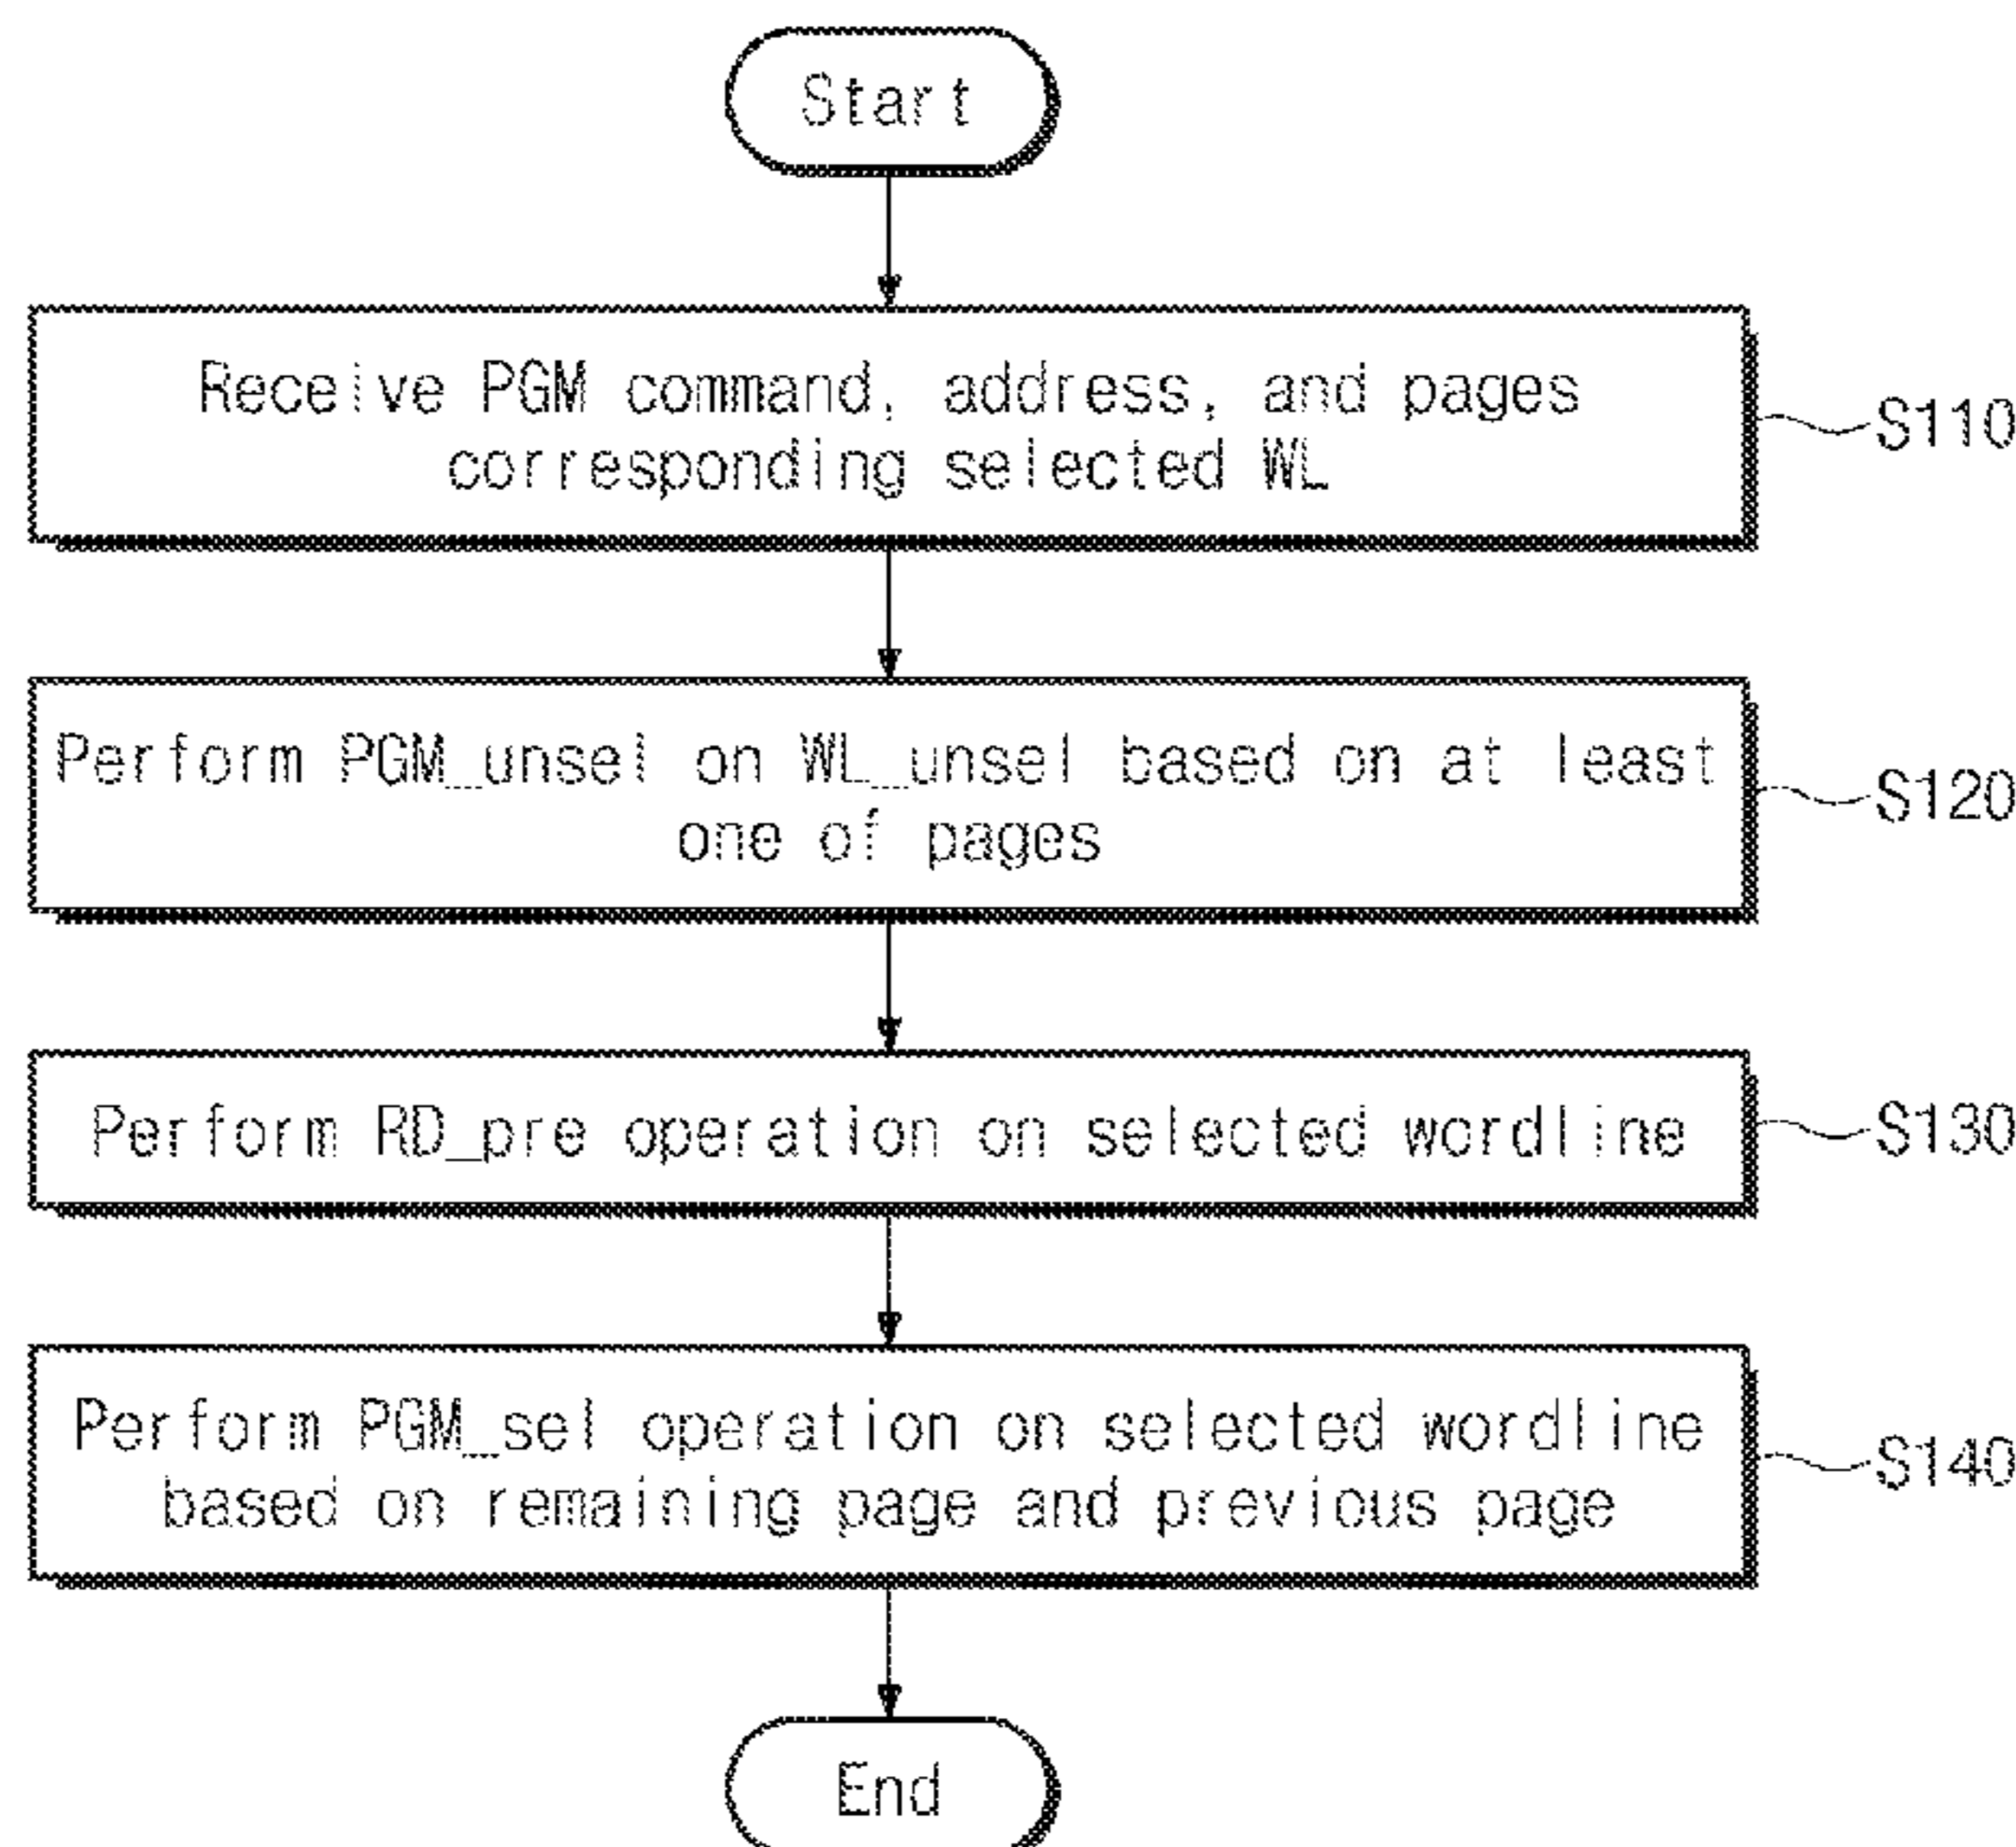 Start
Receive PGM command, address, and pages
corresponding selected WL
S110
Perform PGM_unsel on WL_unsel based on at least
one of pages
S120
Perform RD_pre operation on selected wordline
S130
Perform PGM_sel operation on selected wordline
based on remaining page and previous page
S140
End